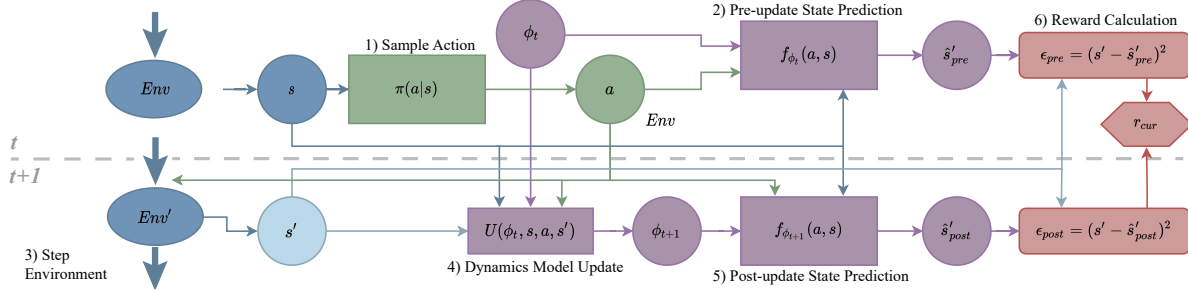 2) Pre-update State Prediction
6) Reward Calculation
1) Sample Action
ϕ_t
Env
s
π(a|s)
a
f_{ϕ_t}(a, s)
ŝ′_{pre}
ϵ_{pre} = (s′ − ŝ′_{pre})²
Env
r_{cur}
t
t+1
Env′
s′
U(ϕ_t, s, a, s′)
ϕ_{t+1}
f_{ϕ_{t+1}}(a, s)
ŝ′_{post}
ϵ_{post} = (s′ − ŝ′_{post})²
3) Step
Environment
4) Dynamics Model Update
5) Post-update State Prediction